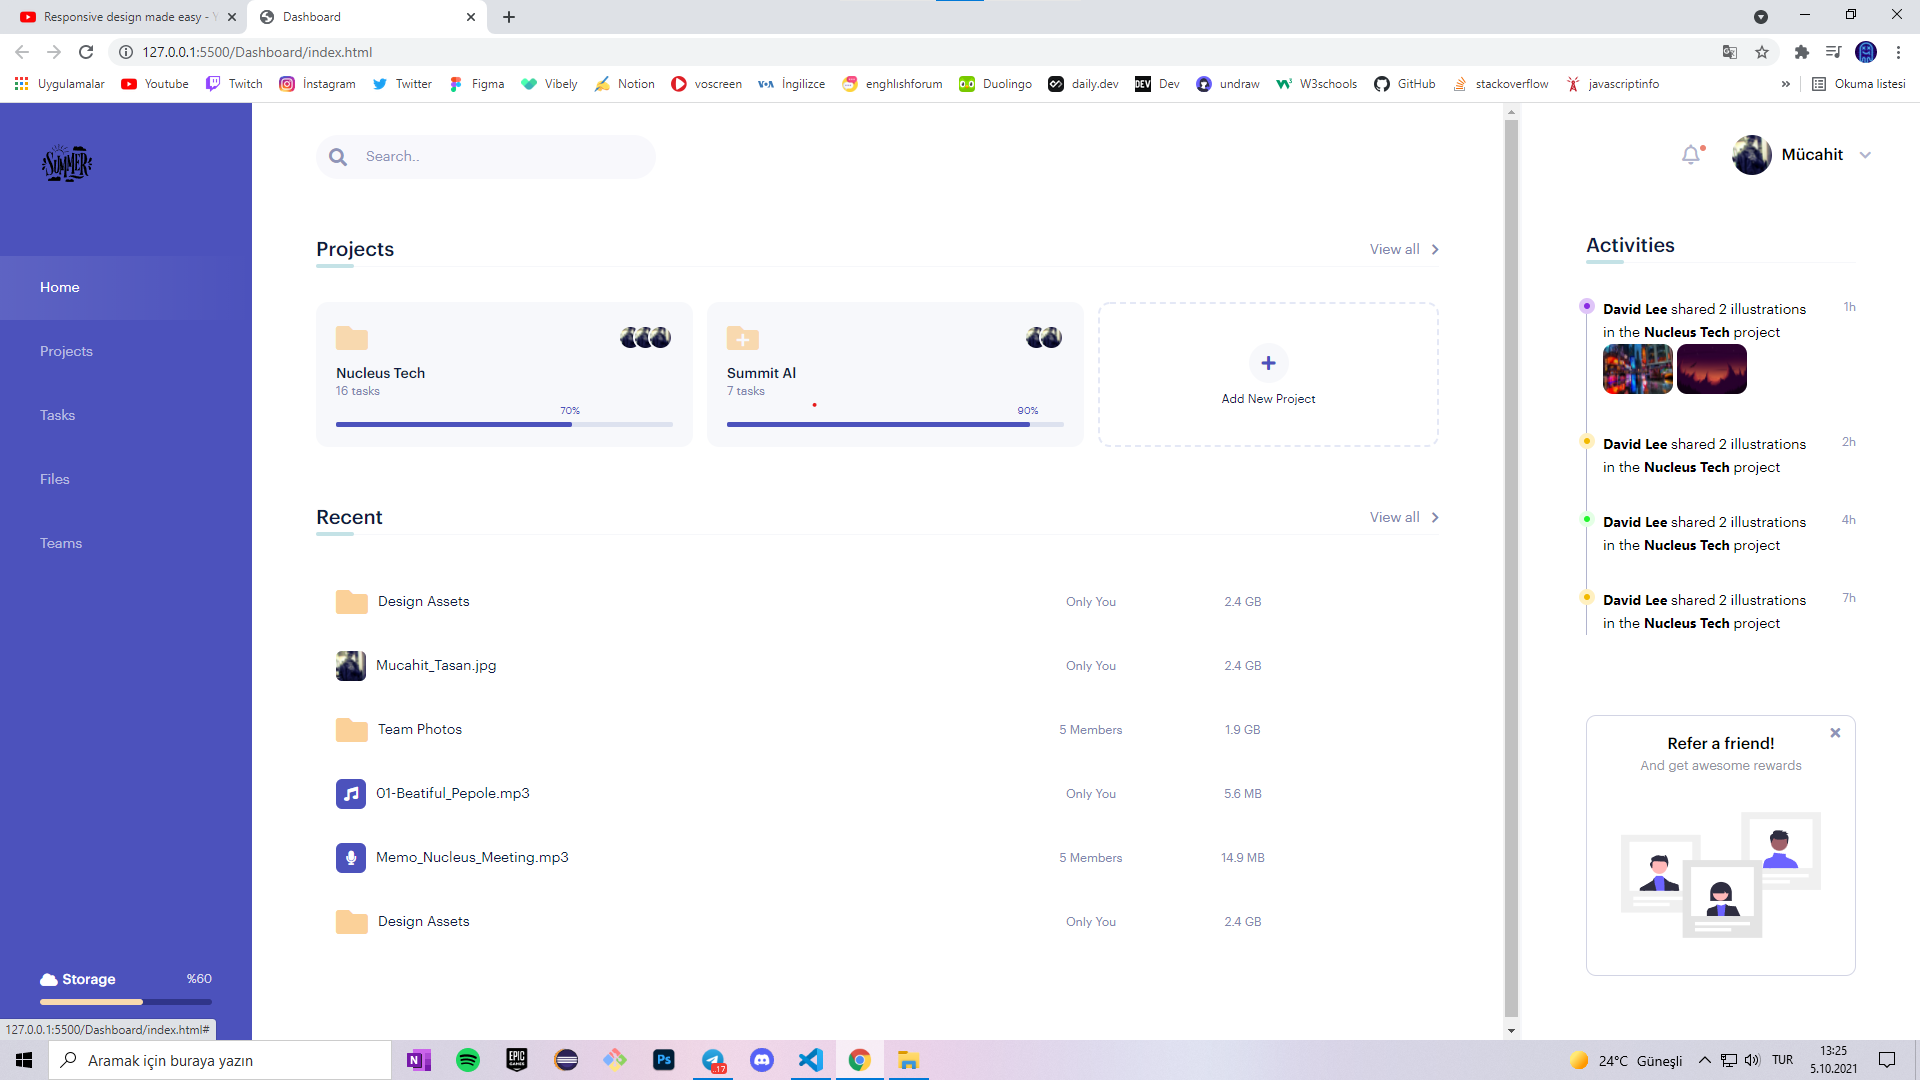 Responsive design made easy - Y
Dashboard
127.0.0.1:5500/Dashboard/index.html
Uygulamalar
Youtube
Twitch
İnstagram
Twitter
Figma
Vibely
Notion
voscreen
VOA
İngilizce
enghlıshforum
Duolingo
daily.dev
DEV
Dev
undraw
W3schools
GitHub
stackoverflow
javascriptinfo
»
Okuma listesi
SUMMER
Home
Projects
Tasks
Files
Teams
Storage %60
127.0.0.1:5500/Dashboard/index.html#
Search..
Projects
View all
Nucleus Tech
16 tasks
70%
Summit Al
7 tasks
90%
Add New Project
Recent
View all
Design Assets Only You 2.4 GB
Mucahit_Tasan.jpg Only You 2.4 GB
Team Photos 5 Members 1.9 GB
01-Beatiful_Pepole.mp3 Only You 5.6 MB
Memo_Nucleus_Meeting.mp3 5 Members 14.9 MB
Design Assets Only You 2.4 GB
Mücahit
Activities
David Lee shared 2 illustrations 1h
in the Nucleus Tech project
David Lee shared 2 illustrations 2h
in the Nucleus Tech project
David Lee shared 2 illustrations 4h
in the Nucleus Tech project
David Lee shared 2 illustrations 7h
in the Nucleus Tech project
Refer a friend!
And get awesome rewards
Aramak için buraya yazın
N
EPIC
GAMES
Ps
17
24°C Güneşli
TUR
13:25
5.10.2021